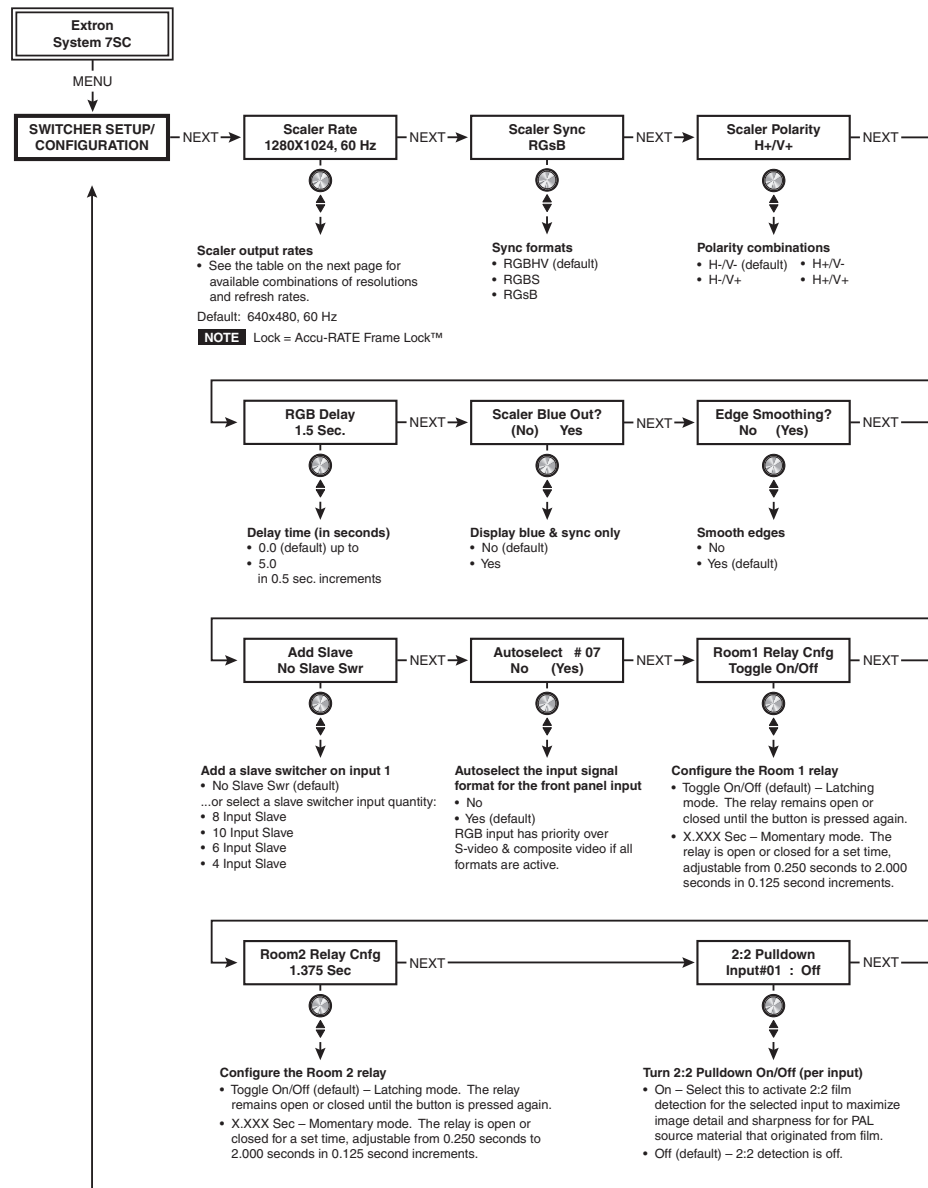 Extron
System 7SC
MENU
SWITCHER SETUP/
CONFIGURATION
NEXT
Scaler Rate
1280X1024, 60 Hz
NEXT
Scaler Sync
RGsB
NEXT
Scaler Polarity
H+/V+
NEXT
Scaler output rates
• See the table on the next page for
available combinations of resolutions
and refresh rates.
Default: 640x480, 60 Hz
NOTE Lock = Accu-RATE Frame Lock™
Sync formats
• RGBHV (default)
• RGBS
• RGsB
Polarity combinations
• H-/V- (default) • H+/V-
• H-/V+ • H+/V+
RGB Delay
1.5 Sec.
NEXT
Scaler Blue Out?
(No) Yes
NEXT
Edge Smoothing?
No (Yes)
NEXT
Delay time (in seconds)
• 0.0 (default) up to
• 5.0
in 0.5 sec. increments
Display blue & sync only
• No (default)
• Yes
Smooth edges
• No
• Yes (default)
Add Slave
No Slave Swr
NEXT
Autoselect # 07
No (Yes)
NEXT
Room1 Relay Cnfg
Toggle On/Off
NEXT
Add a slave switcher on input 1
• No Slave Swr (default)
...or select a slave switcher input quantity:
• 8 Input Slave
• 10 Input Slave
• 6 Input Slave
• 4 Input Slave
Autoselect the input signal
format for the front panel input
• No
• Yes (default)
RGB input has priority over
S-video & composite video if all
formats are active.
Configure the Room 1 relay
• Toggle On/Off (default) – Latching
mode. The relay remains open or
closed until the button is pressed again.
• X.XXX Sec – Momentary mode. The
relay is open or closed for a set time,
adjustable from 0.250 seconds to 2.000
seconds in 0.125 second increments.
Room2 Relay Cnfg
1.375 Sec
NEXT
2:2 Pulldown
Input#01 : Off
NEXT
Configure the Room 2 relay
• Toggle On/Off (default) – Latching mode. The relay
remains open or closed until the button is pressed again.
• X.XXX Sec – Momentary mode. The relay is open or
closed for a set time, adjustable from 0.250 seconds to
2.000 seconds in 0.125 second increments.
Turn 2:2 Pulldown On/Off (per input)
• On – Select this to activate 2:2 film
detection for the selected input to maximize
image detail and sharpness for for PAL
source material that originated from film.
• Off (default) – 2:2 detection is off.